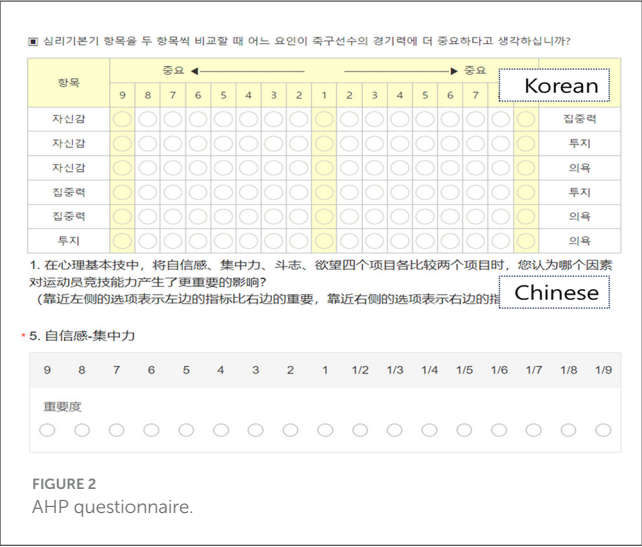 ▣ 심리기본기 항목을 두 항목씩 비교할 때 어느 요인이 축구선수의 경기력에 더 중요하다고 생각하십니까?
항목 중요 ◄ ► 중요
Korean
9 8 7 6 5 4 3 2 1 2 3 4 5 6 7
자신감 집중력
자신감 투지
자신감 의욕
집중력 투지
집중력 의욕
투지 의욕
1. 在心理基本技中，将自信感、集中力、斗志、欲望四个项目各比较两个项目时，您认为哪个因素
对运动员竞技能力产生了更重要的影响?
（靠近左侧的选项表示左边的指标比右边的重要，靠近右侧的选项表示右边的
Chinese
* 5. 自信感-集中力
9 8 7 6 5 4 3 2 1 1/2 1/3 1/4 1/5 1/6 1/7 1/8 1/9
重要度
FIGURE 2
AHP questionnaire.